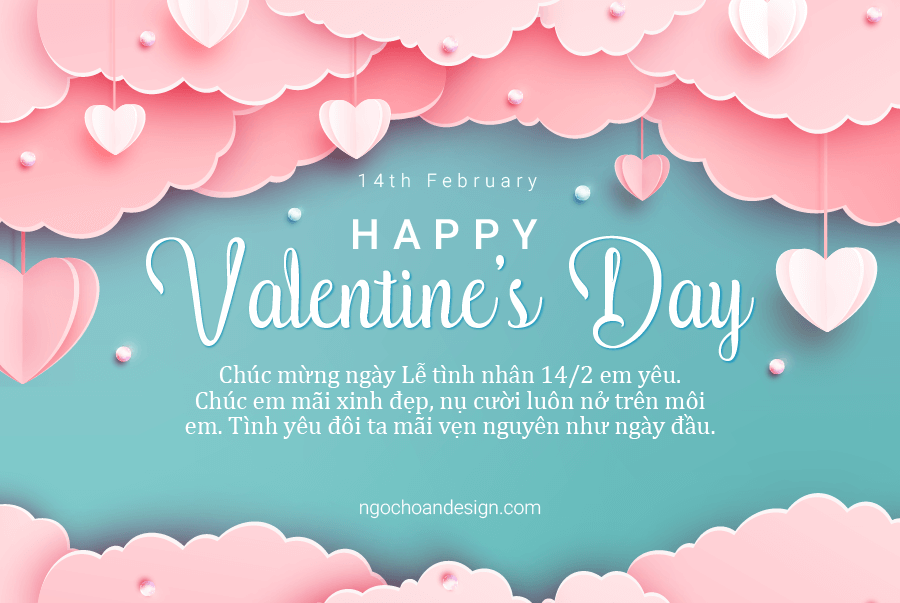 14th February
HAPPY
Valentine's Day
Chúc mừng ngày Lễ tình nhân 14/2 em yêu.
Chúc em mãi xinh đẹp, nụ cười luôn nở trên môi
em. Tình yêu đôi ta mãi vẹn nguyên như ngày đầu.
ngochoandesign.com